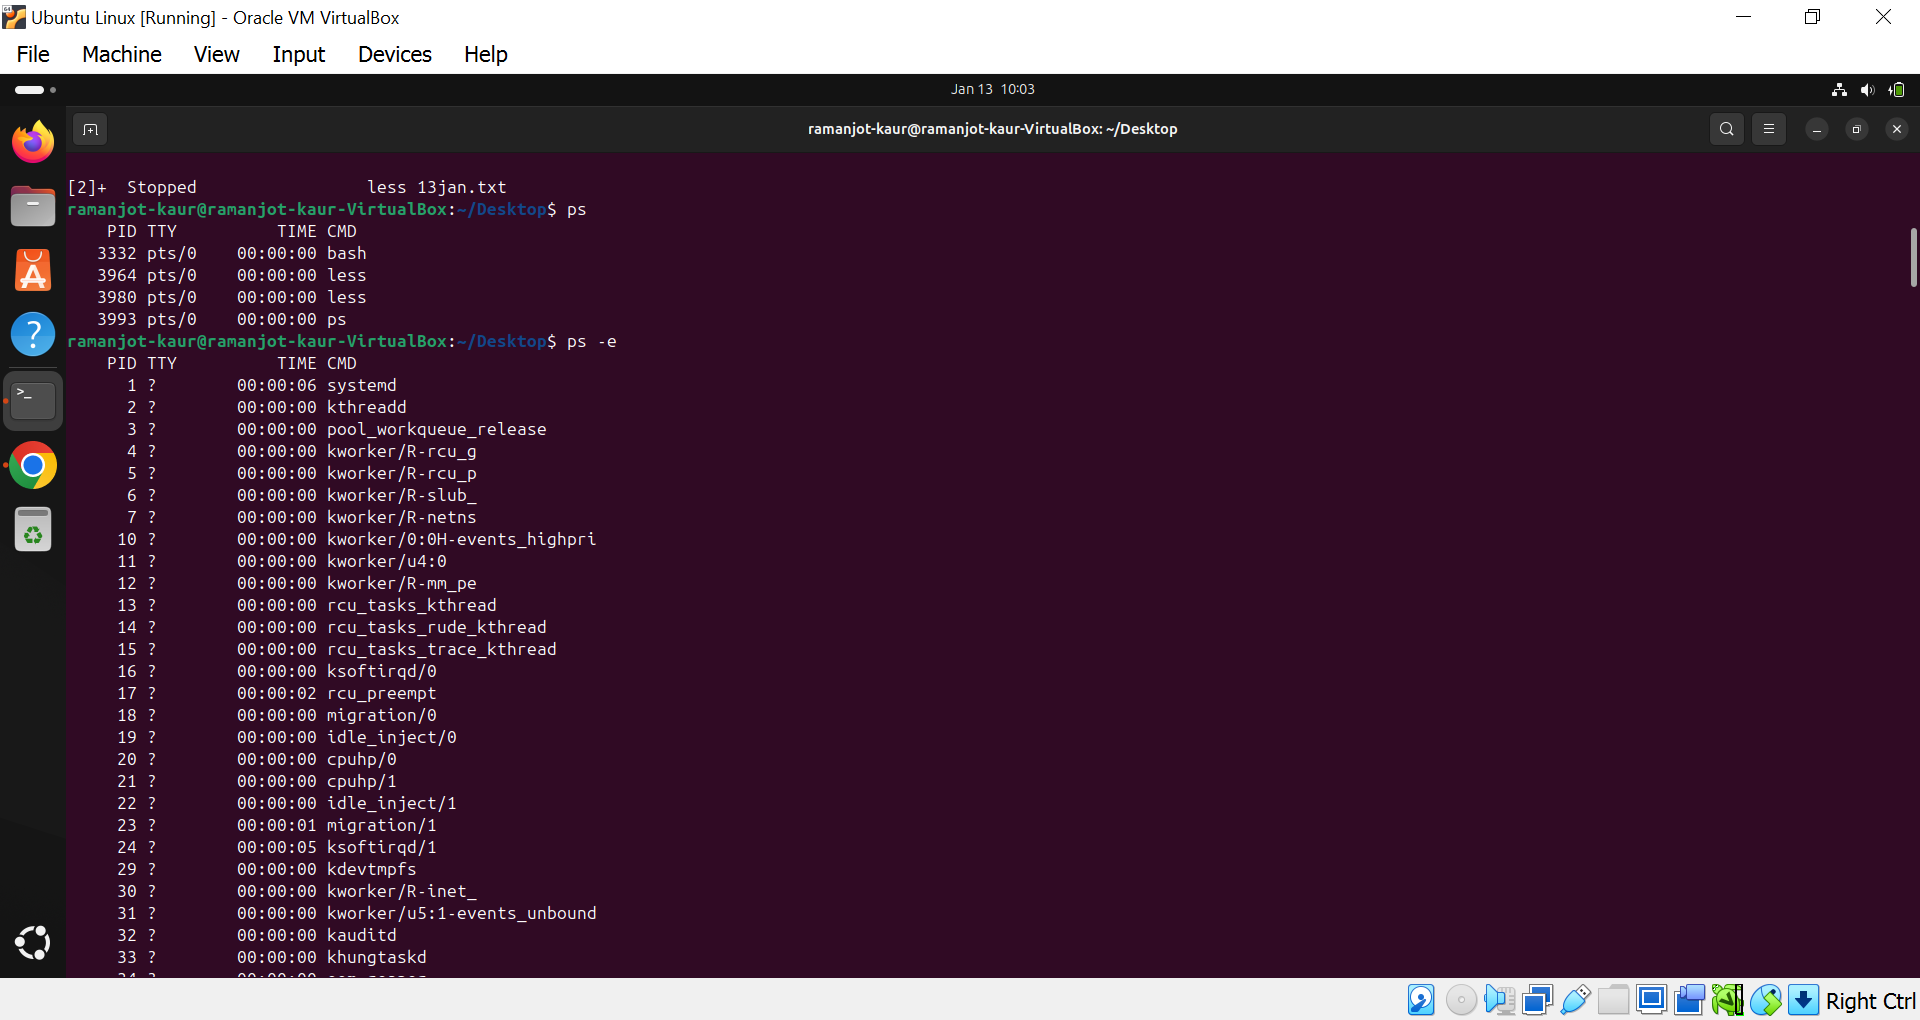 Ubuntu Linux [Running] - Oracle VM VirtualBox
File Machine View Input Devices Help
Jan 13 10:03
ramanjot-kaur@ramanjot-kaur-VirtualBox: ~/Desktop
[2]+  Stopped                 less 13jan.txt
ramanjot-kaur@ramanjot-kaur-VirtualBox:~/Desktop$ ps
    PID TTY          TIME CMD
   3332 pts/0    00:00:00 bash
   3964 pts/0    00:00:00 less
   3980 pts/0    00:00:00 less
   3993 pts/0    00:00:00 ps
ramanjot-kaur@ramanjot-kaur-VirtualBox:~/Desktop$ ps -e
    PID TTY          TIME CMD
      1 ?        00:00:06 systemd
      2 ?        00:00:00 kthreadd
      3 ?        00:00:00 pool_workqueue_release
      4 ?        00:00:00 kworker/R-rcu_g
      5 ?        00:00:00 kworker/R-rcu_p
      6 ?        00:00:00 kworker/R-slub_
      7 ?        00:00:00 kworker/R-netns
     10 ?        00:00:00 kworker/0:0H-events_highpri
     11 ?        00:00:00 kworker/u4:0
     12 ?        00:00:00 kworker/R-mm_pe
     13 ?        00:00:00 rcu_tasks_kthread
     14 ?        00:00:00 rcu_tasks_rude_kthread
     15 ?        00:00:00 rcu_tasks_trace_kthread
     16 ?        00:00:00 ksoftirqd/0
     17 ?        00:00:02 rcu_preempt
     18 ?        00:00:00 migration/0
     19 ?        00:00:00 idle_inject/0
     20 ?        00:00:00 cpuhp/0
     21 ?        00:00:00 cpuhp/1
     22 ?        00:00:00 idle_inject/1
     23 ?        00:00:01 migration/1
     24 ?        00:00:05 ksoftirqd/1
     29 ?        00:00:00 kdevtmpfs
     30 ?        00:00:00 kworker/R-inet_
     31 ?        00:00:00 kworker/u5:1-events_unbound
     32 ?        00:00:00 kauditd
     33 ?        00:00:00 khungtaskd
Right Ctrl